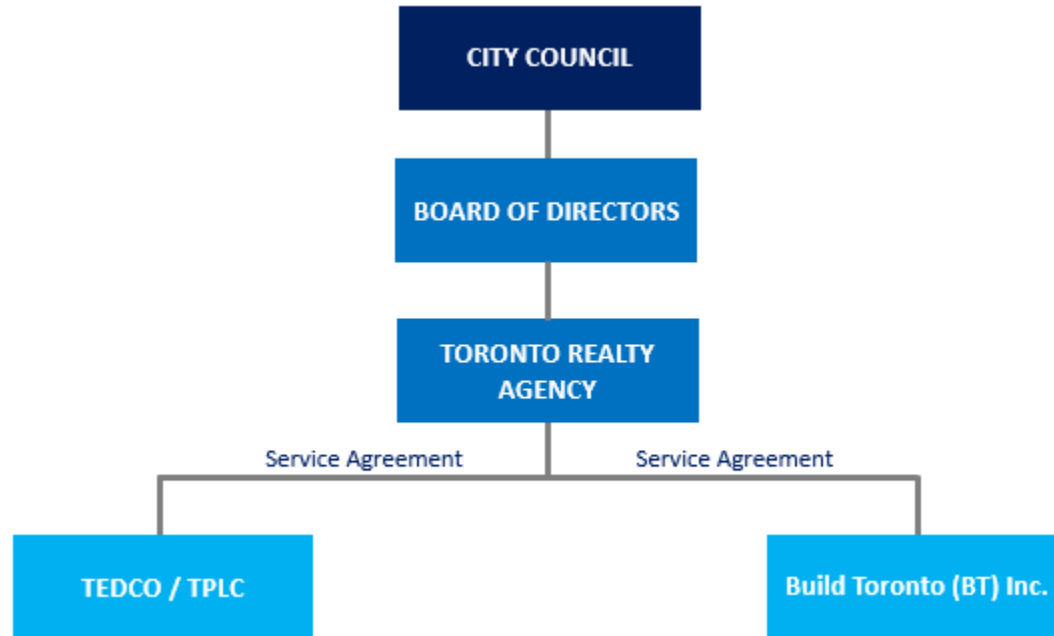 CITY COUNCIL
BOARD OF DIRECTORS
TORONTO REALTY
AGENCY
Service Agreement
Service Agreement
TEDCO / TPLC
Build Toronto (BT) Inc.